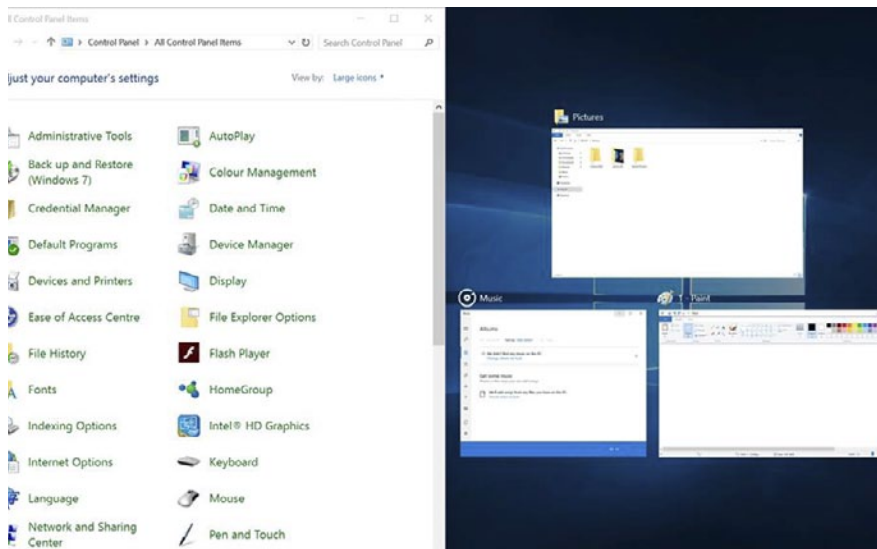 ll Control Panel Items
Control Panel > All Control Panel Items
Search Control Panel
just your computer's settings
View by: Large icons
Administrative Tools
AutoPlay
Back up and Restore
(Windows 7)
Colour Management
Credential Manager
Date and Time
Default Programs
Device Manager
Devices and Printers
Display
Ease of Access Centre
File Explorer Options
File History
Flash Player
Fonts
HomeGroup
Indexing Options
Intel® HD Graphics
Internet Options
Keyboard
Language
Mouse
Network and Sharing
Center
Pen and Touch
Pictures
Music
Albums
1 - Paint